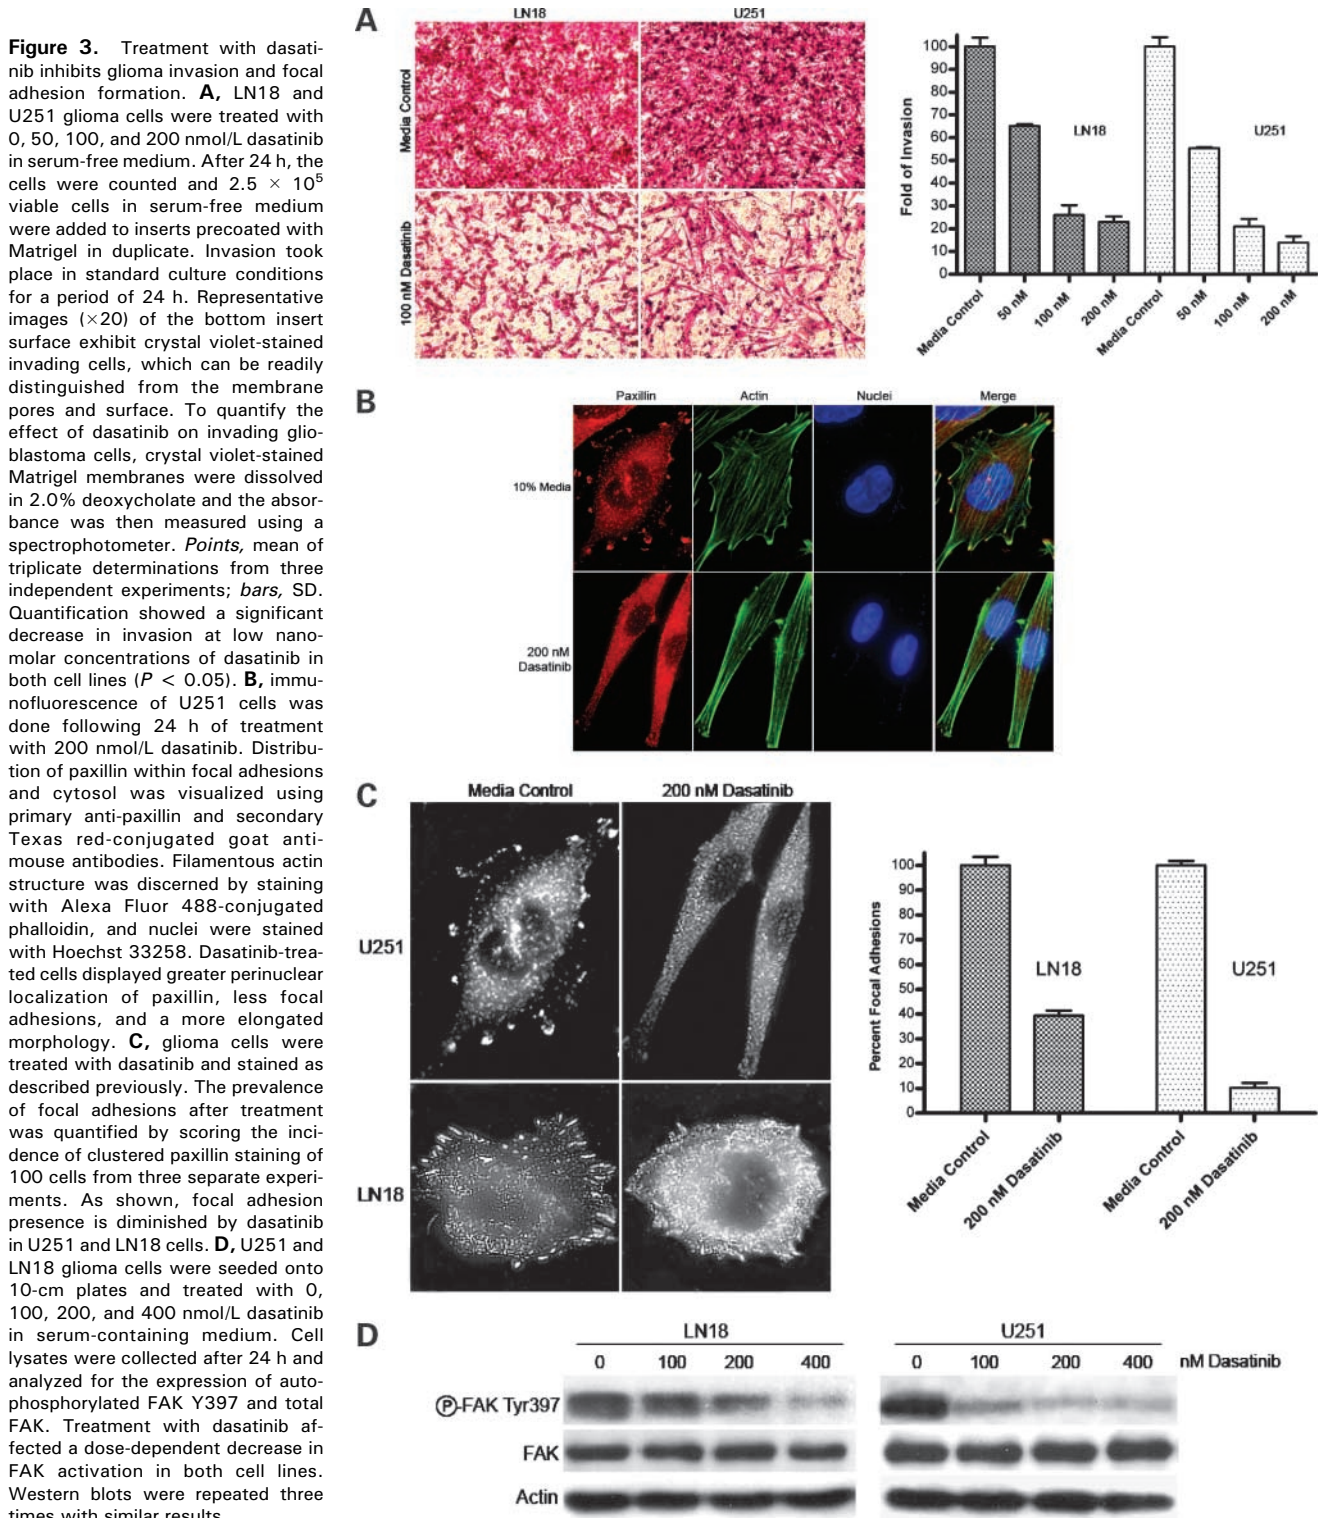 Figure 3. Treatment with dasati-
nib inhibits glioma invasion and focal
adhesion formation. A, LN18 and
U251 glioma cells were treated with
0, 50, 100, and 200 nmol/L dasatinib
in serum-free medium. After 24 h, the
cells were counted and 2.5 × 10⁵
viable cells in serum-free medium
were added to inserts precoated with
Matrigel in duplicate. Invasion took
place in standard culture conditions
for a period of 24 h. Representative
images (×20) of the bottom insert
surface exhibit crystal violet-stained
invading cells, which can be readily
distinguished from the membrane
pores and surface. To quantify the
effect of dasatinib on invading glio-
blastoma cells, crystal violet-stained
Matrigel membranes were dissolved
in 2.0% deoxycholate and the absor-
bance was then measured using a
spectrophotometer. Points, mean of
triplicate determinations from three
independent experiments; bars, SD.
Quantification showed a significant
decrease in invasion at low nano-
molar concentrations of dasatinib in
both cell lines (P < 0.05). B, immu-
nofluorescence of U251 cells was
done following 24 h of treatment
with 200 nmol/L dasatinib. Distribu-
tion of paxillin within focal adhesions
and cytosol was visualized using
primary anti-paxillin and secondary
Texas red-conjugated goat anti-
mouse antibodies. Filamentous actin
structure was discerned by staining
with Alexa Fluor 488-conjugated
phalloidin, and nuclei were stained
with Hoechst 33258. Dasatinib-trea-
ted cells displayed greater perinuclear
localization of paxillin, less focal
adhesions, and a more elongated
morphology. C, glioma cells were
treated with dasatinib and stained as
described previously. The prevalence
of focal adhesions after treatment
was quantified by scoring the inci-
dence of clustered paxillin staining of
100 cells from three separate experi-
ments. As shown, focal adhesion
presence is diminished by dasatinib
in U251 and LN18 cells. D, U251 and
LN18 glioma cells were seeded onto
10-cm plates and treated with 0,
100, 200, and 400 nmol/L dasatinib
in serum-containing medium. Cell
lysates were collected after 24 h and
analyzed for the expression of auto-
phosphorylated FAK Y397 and total
FAK. Treatment with dasatinib af-
fected a dose-dependent decrease in
FAK activation in both cell lines.
Western blots were repeated three
times with similar results.
A
LN18 U251
Media Control
100 nM Dasatinib
Fold of Invasion
100
90
80
70
60
50
40
30
20
10
0
LN18 U251
Media Control 50 nM 100 nM 200 nM Media Control 50 nM 100 nM 200 nM
B
Paxillin Actin Nuclei Merge
10% Media
200 nM
Dasatinib
C
Media Control 200 nM Dasatinib
U251
LN18
Percent Focal Adhesions
100
90
80
70
60
50
40
30
20
10
0
LN18 U251
Media Control 200 nM Dasatinib Media Control 200 nM Dasatinib
D
LN18 U251
0 100 200 400 0 100 200 400 nM Dasatinib
Ⓟ-FAK Tyr397
FAK
Actin